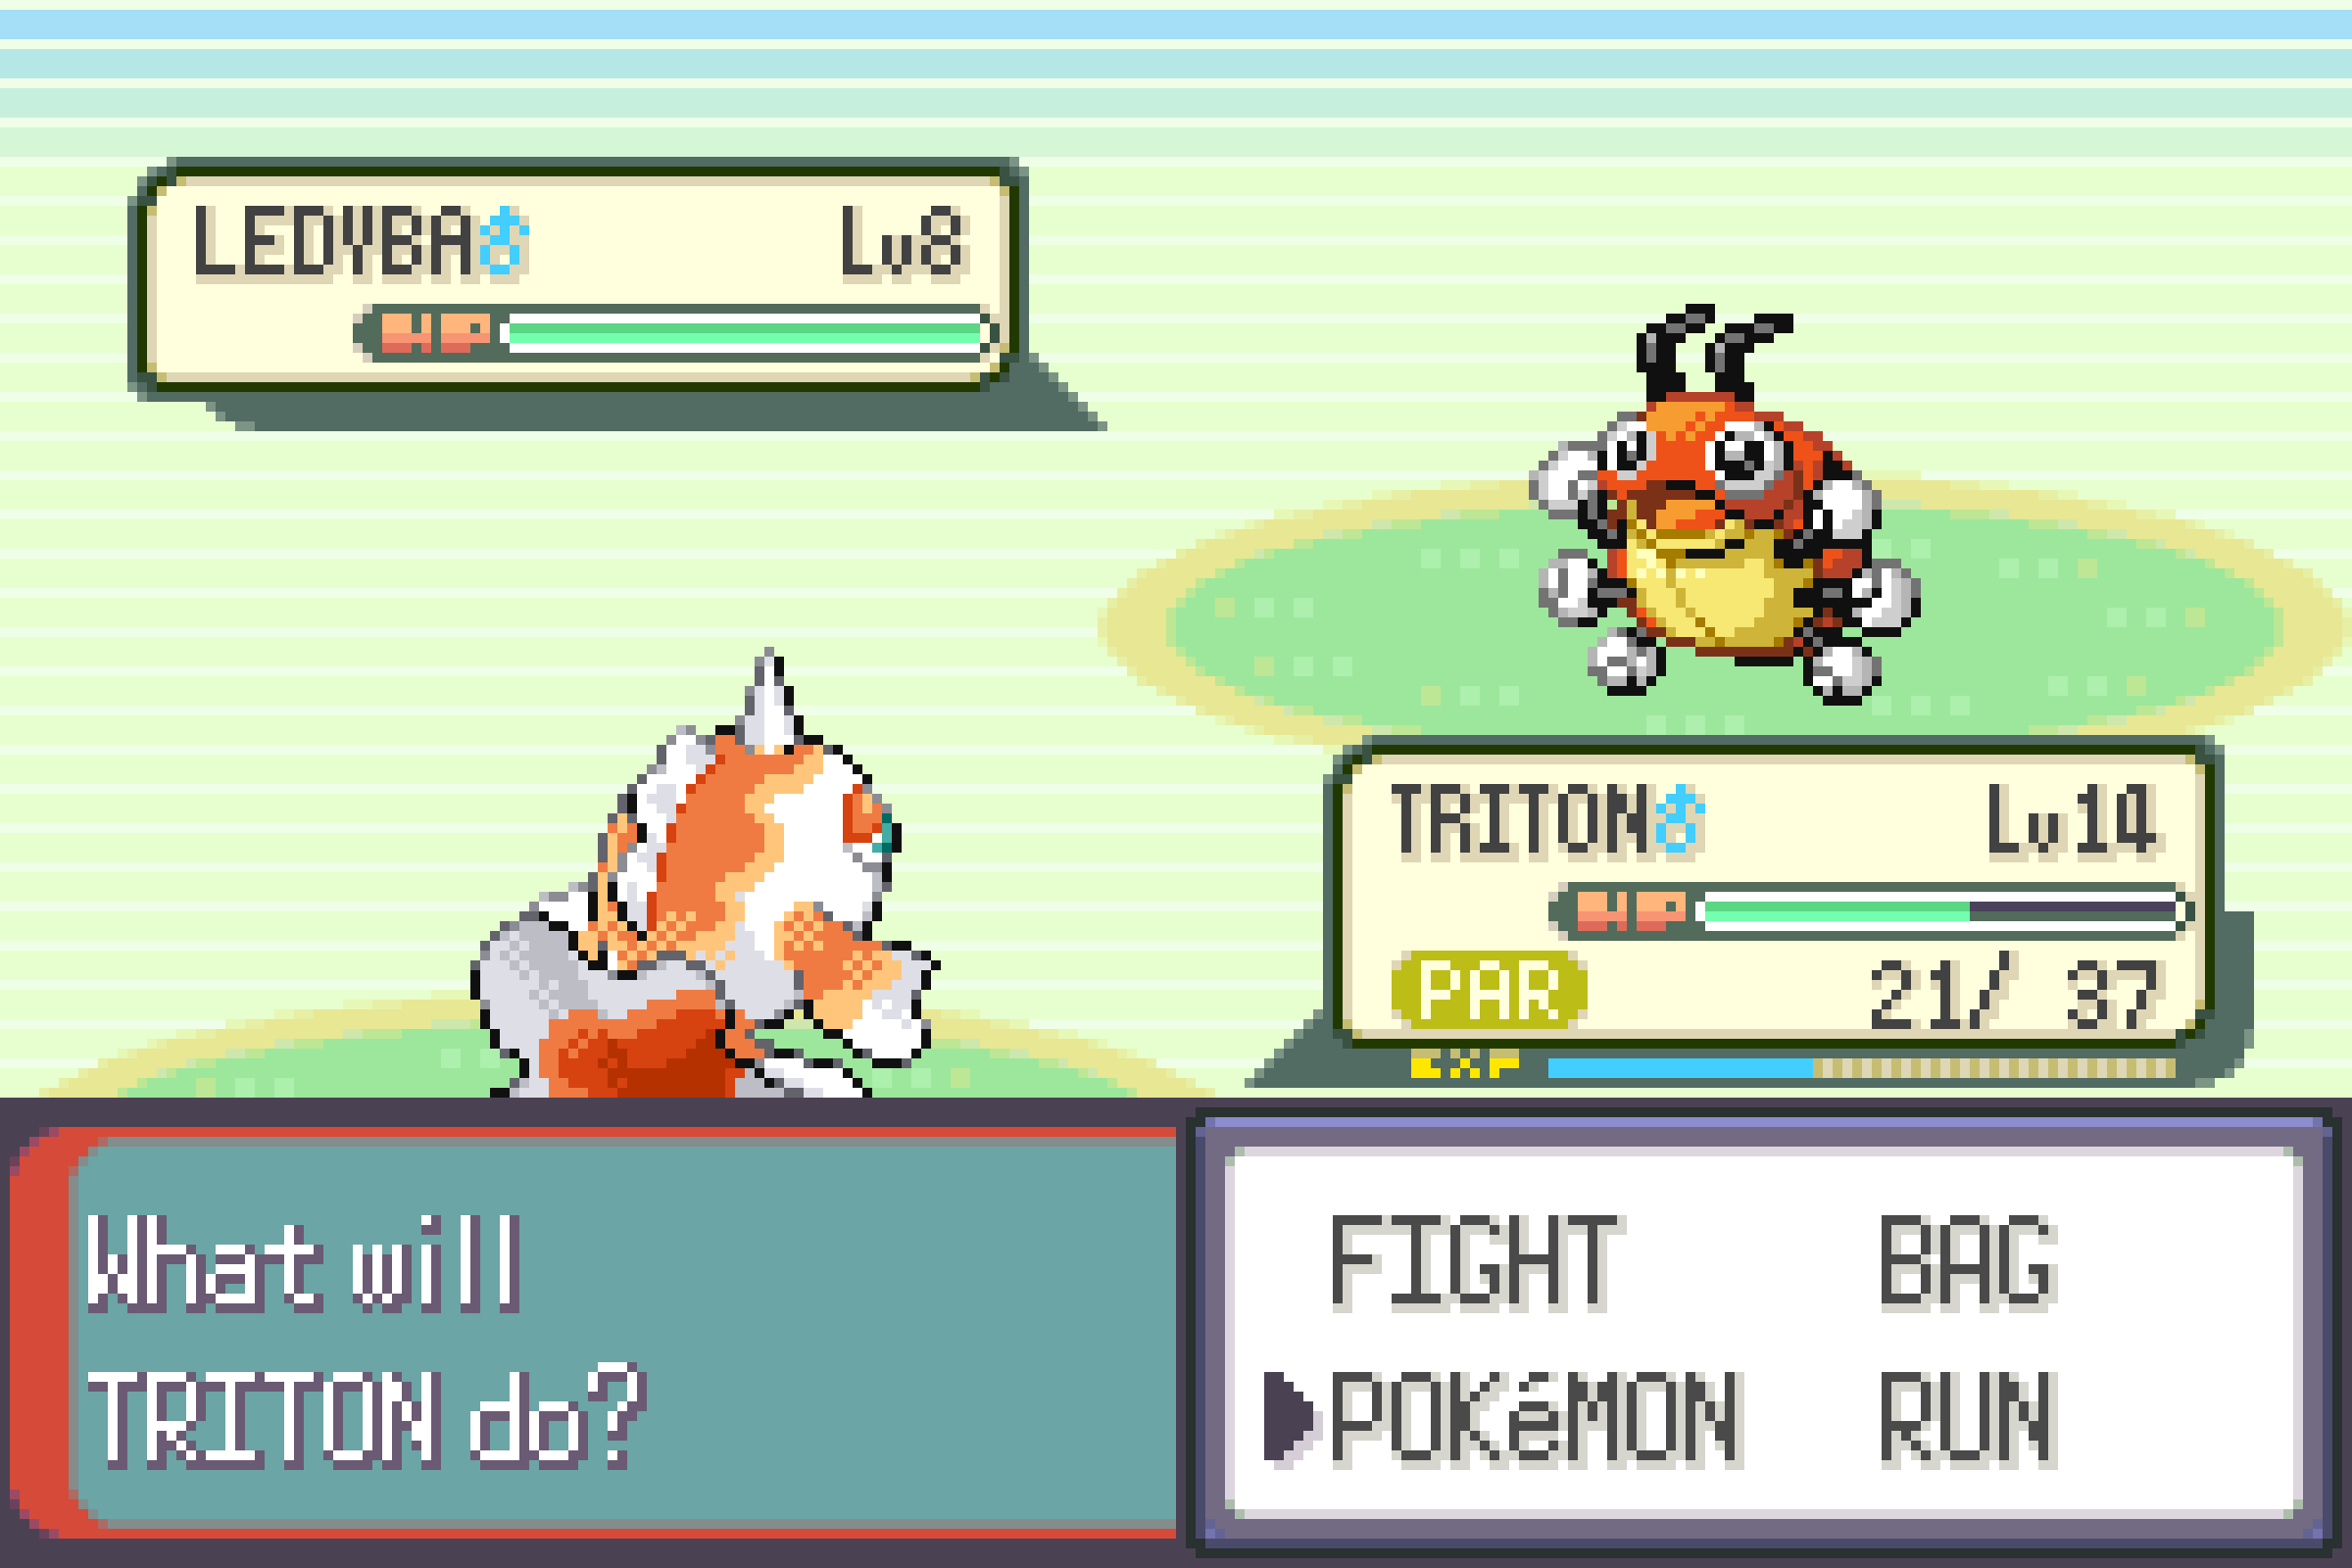 LEDYBA♂ Lv8
HP
TRITON♂ Lv14
HP
PAR 21/ 37
EXP
What will
TRITON do?
FIGHT BAG
POKéMON RUN